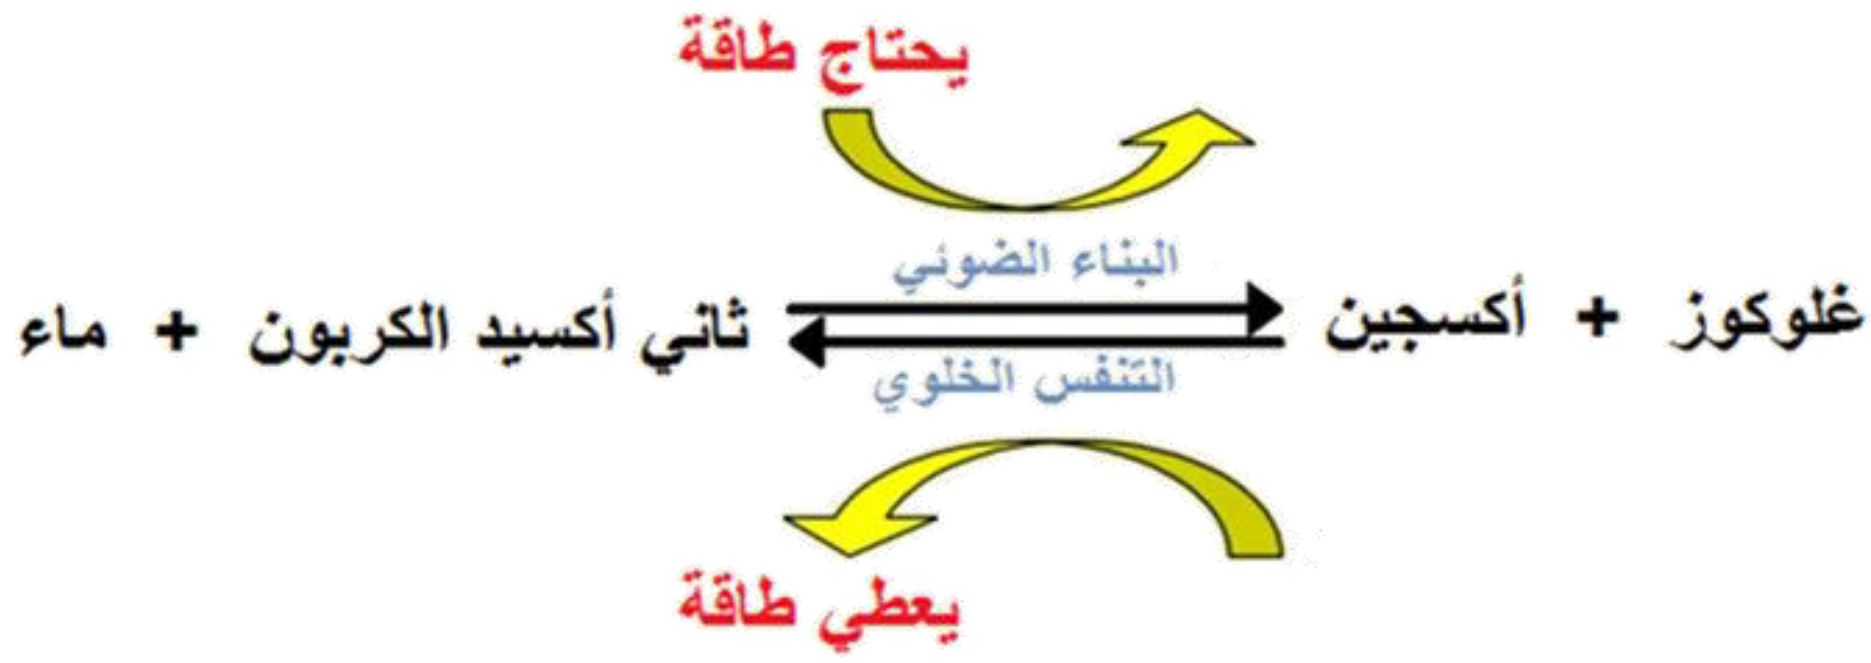 يحتاج طاقة
البناء الضوئي
غلوكوز + أكسجين
ثاني أكسيد الكربون + ماء
التنفس الخلوي
يعطي طاقة